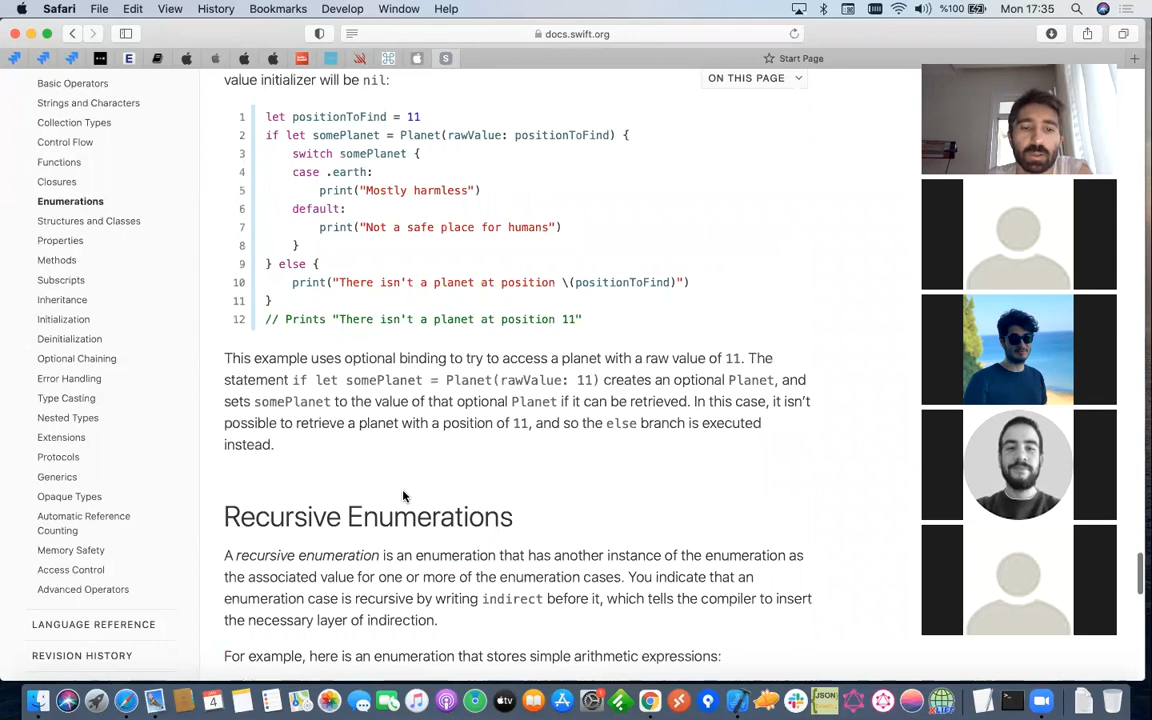 Safari File Edit View History Bookmarks Develop Window Help %100 Mon 17:35
docs.swift.org
E S Start Page
Basic Operators
Strings and Characters
Collection Types
Control Flow
Functions
Closures
Enumerations
Structures and Classes
Properties
Methods
Subscripts
Inheritance
Initialization
Deinitialization
Optional Chaining
Error Handling
Type Casting
Nested Types
Extensions
Protocols
Generics
Opaque Types
Automatic Reference
Counting
Memory Safety
Access Control
Advanced Operators
LANGUAGE REFERENCE
REVISION HISTORY
value initializer will be nil:
ON THIS PAGE
1 let positionToFind = 11
2 if let somePlanet = Planet(rawValue: positionToFind) {
3 switch somePlanet {
4 case .earth:
5 print("Mostly harmless")
6 default:
7 print("Not a safe place for humans")
8 }
9 } else {
10 print("There isn't a planet at position \(positionToFind)")
11 }
12 // Prints "There isn't a planet at position 11"
This example uses optional binding to try to access a planet with a raw value of 11. The
statement if let somePlanet = Planet(rawValue: 11) creates an optional Planet, and
sets somePlanet to the value of that optional Planet if it can be retrieved. In this case, it isn’t
possible to retrieve a planet with a position of 11, and so the else branch is executed
instead.
Recursive Enumerations
A recursive enumeration is an enumeration that has another instance of the enumeration as
the associated value for one or more of the enumeration cases. You indicate that an
enumeration case is recursive by writing indirect before it, which tells the compiler to insert
the necessary layer of indirection.
For example, here is an enumeration that stores simple arithmetic expressions:
4 tv JSON XLIFF